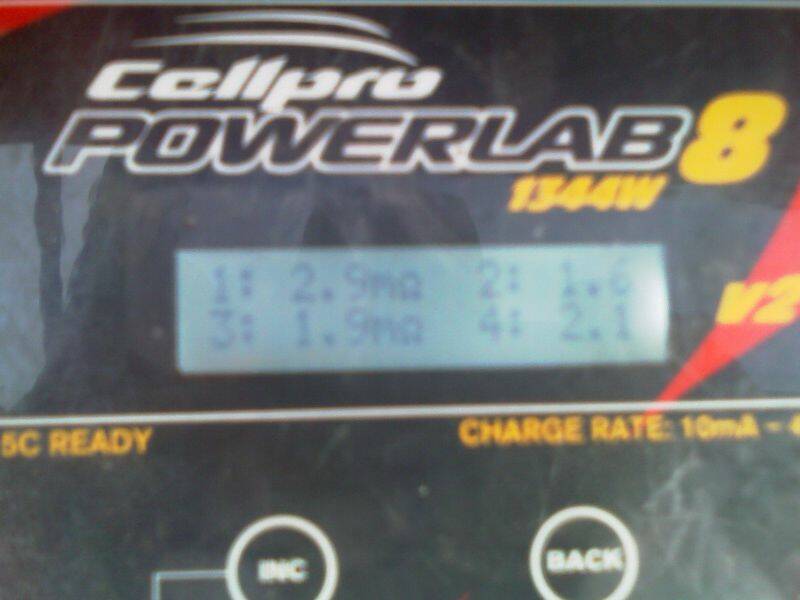 Cellpro
POWERLAB 8
1344W
1: 2.9mΩ 2: 1.6
3: 1.9mΩ 4: 2.1
V2
5C READY
CHARGE RATE: 10mA - 4
INC
BACK